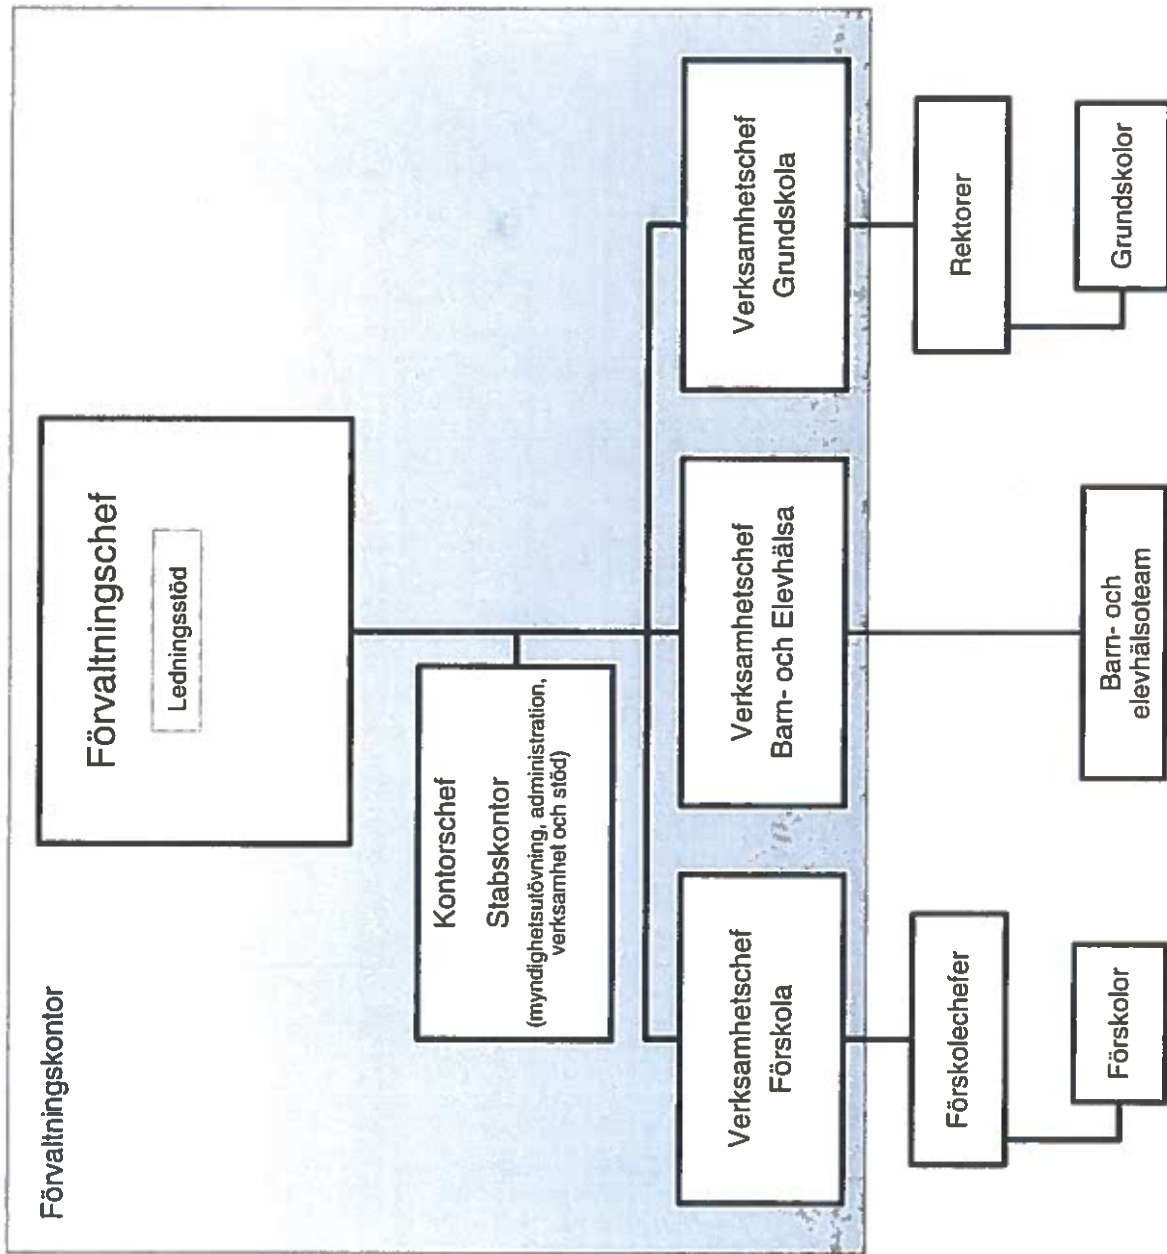 Förvaltningskontor
Förvaltningschef
Ledningsstöd
Kontorschef
Stabskontor
(myndighetsutövning, administration,
verksamhet och stöd)
Verksamhetschef
Förskola
Verksamhetschef
Barn- och Elevhälsa
Verksamhetschef
Grundskola
Förskolechefer
Rektorer
Förskolor
Barn- och
elevhälsoteam
Grundskolor